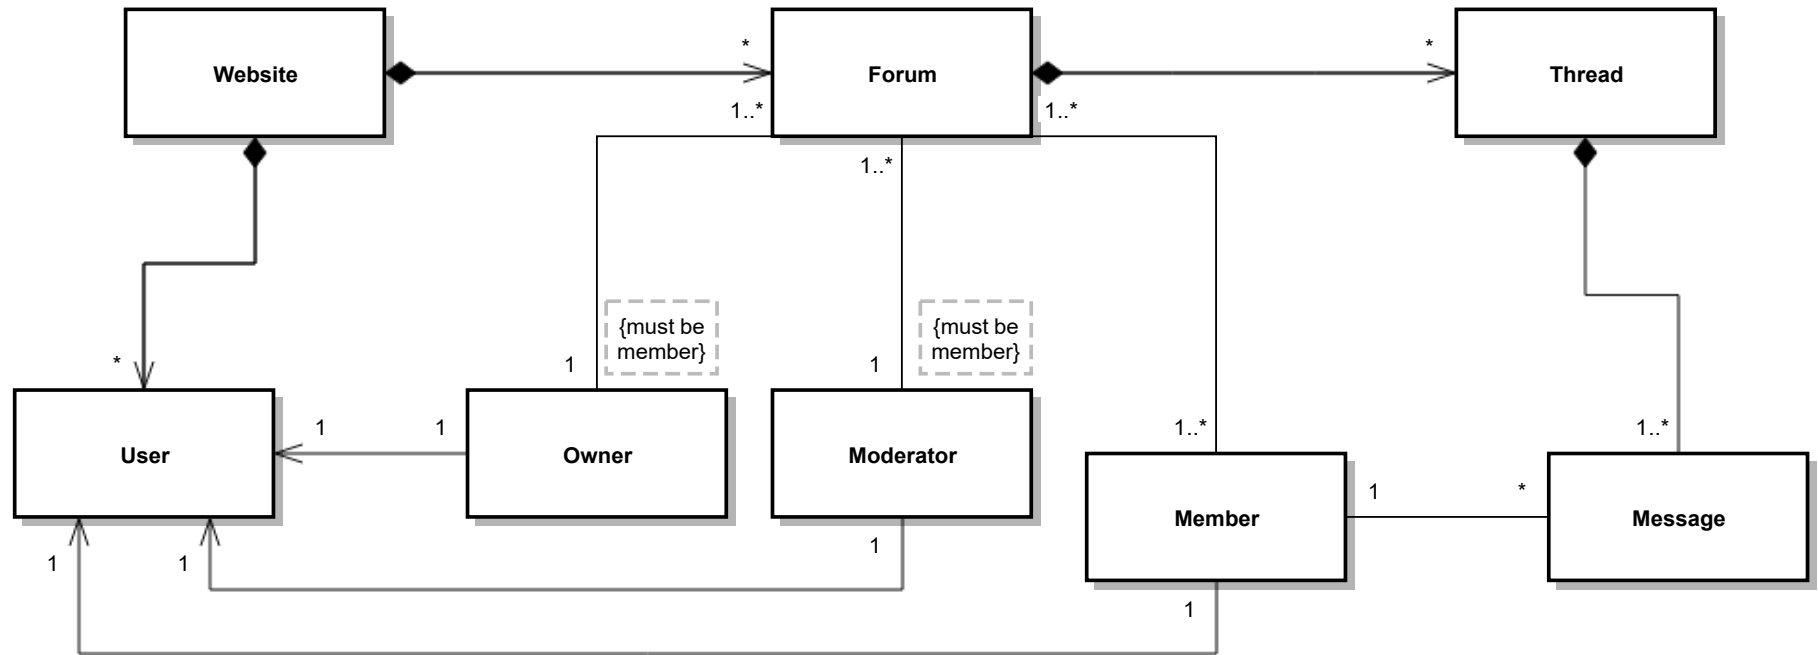 *
*
Website
Forum
Thread
1..*
1..*
1..*
{must be
member}
{must be
member}
*
1
1
1
1
1..*
1..*
User
Owner
Moderator
1
*
Member
Message
1
1
1
1